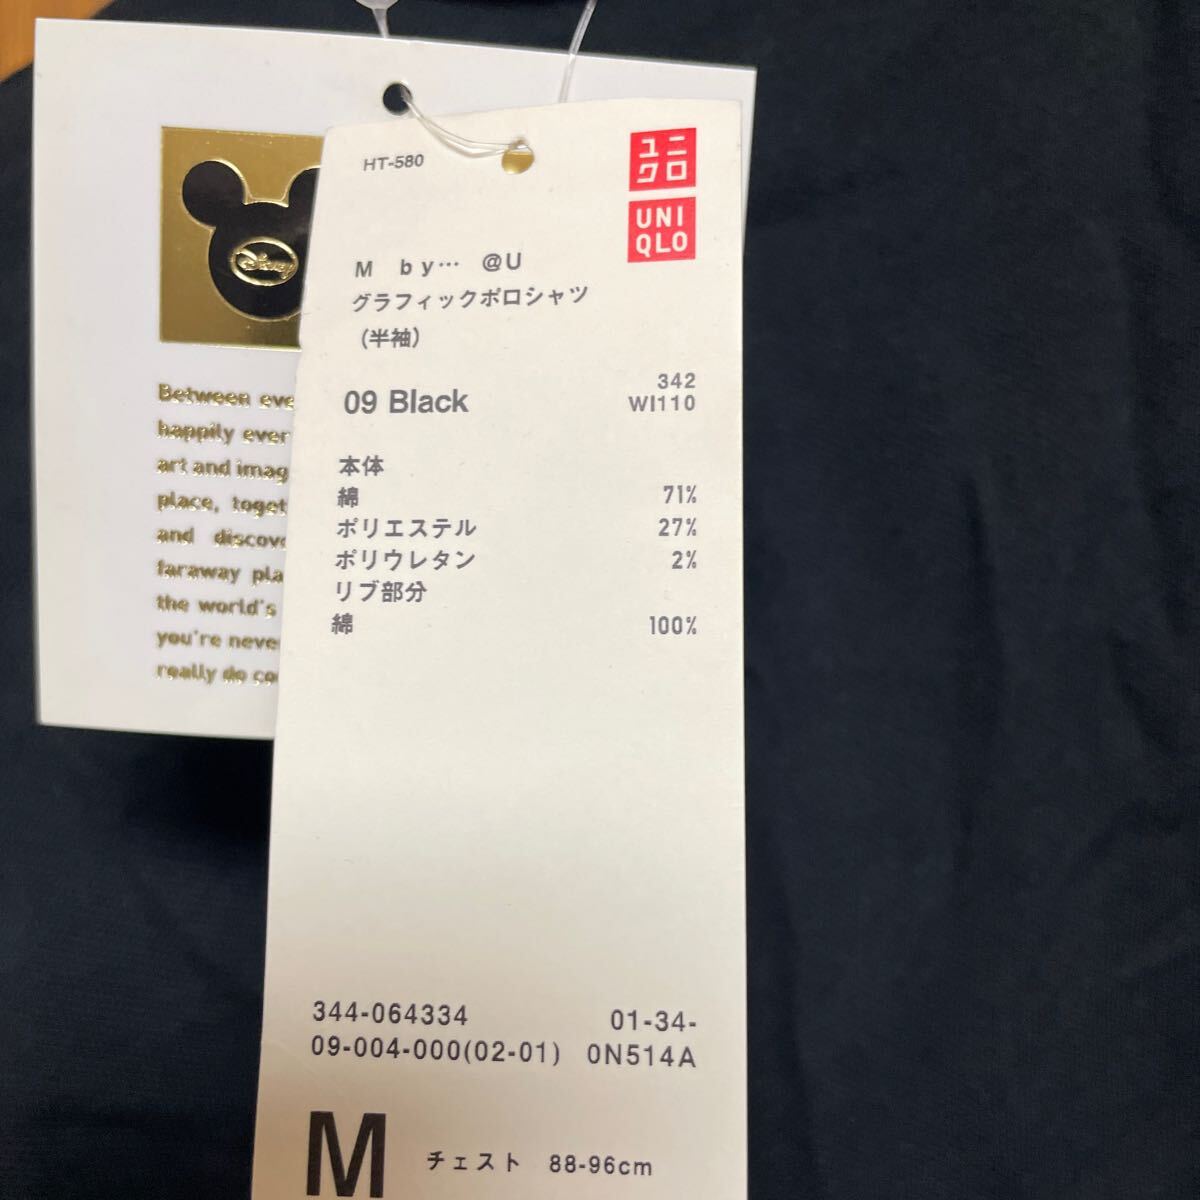 HT-580
ユニ
クロ
UNI
QLO
M by… @U
グラフィックポロシャツ
(半袖)
09 Black
342
WI110
本体
綿 71%
ポリエステル 27%
ポリウレタン 2%
リブ部分
綿 100%
344-064334 01-34-
09-004-000(02-01) 0N514A
M チェスト 88-96cm
Disney
Between eve
happily ever
art and imag
place, toget
and discove
faraway pla
the world's
you're neve
really do co